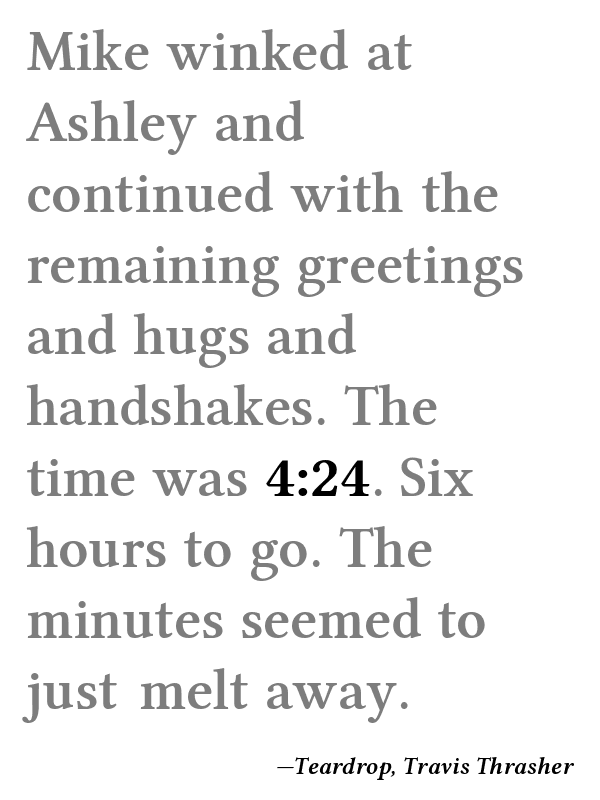 Mike winked at
Ashley and
continued with the
remaining greetings
and hugs and
handshakes. The
time was 4:24. Six
hours to go. The
minutes seemed to
just melt away.
—Teardrop, Travis Thrasher